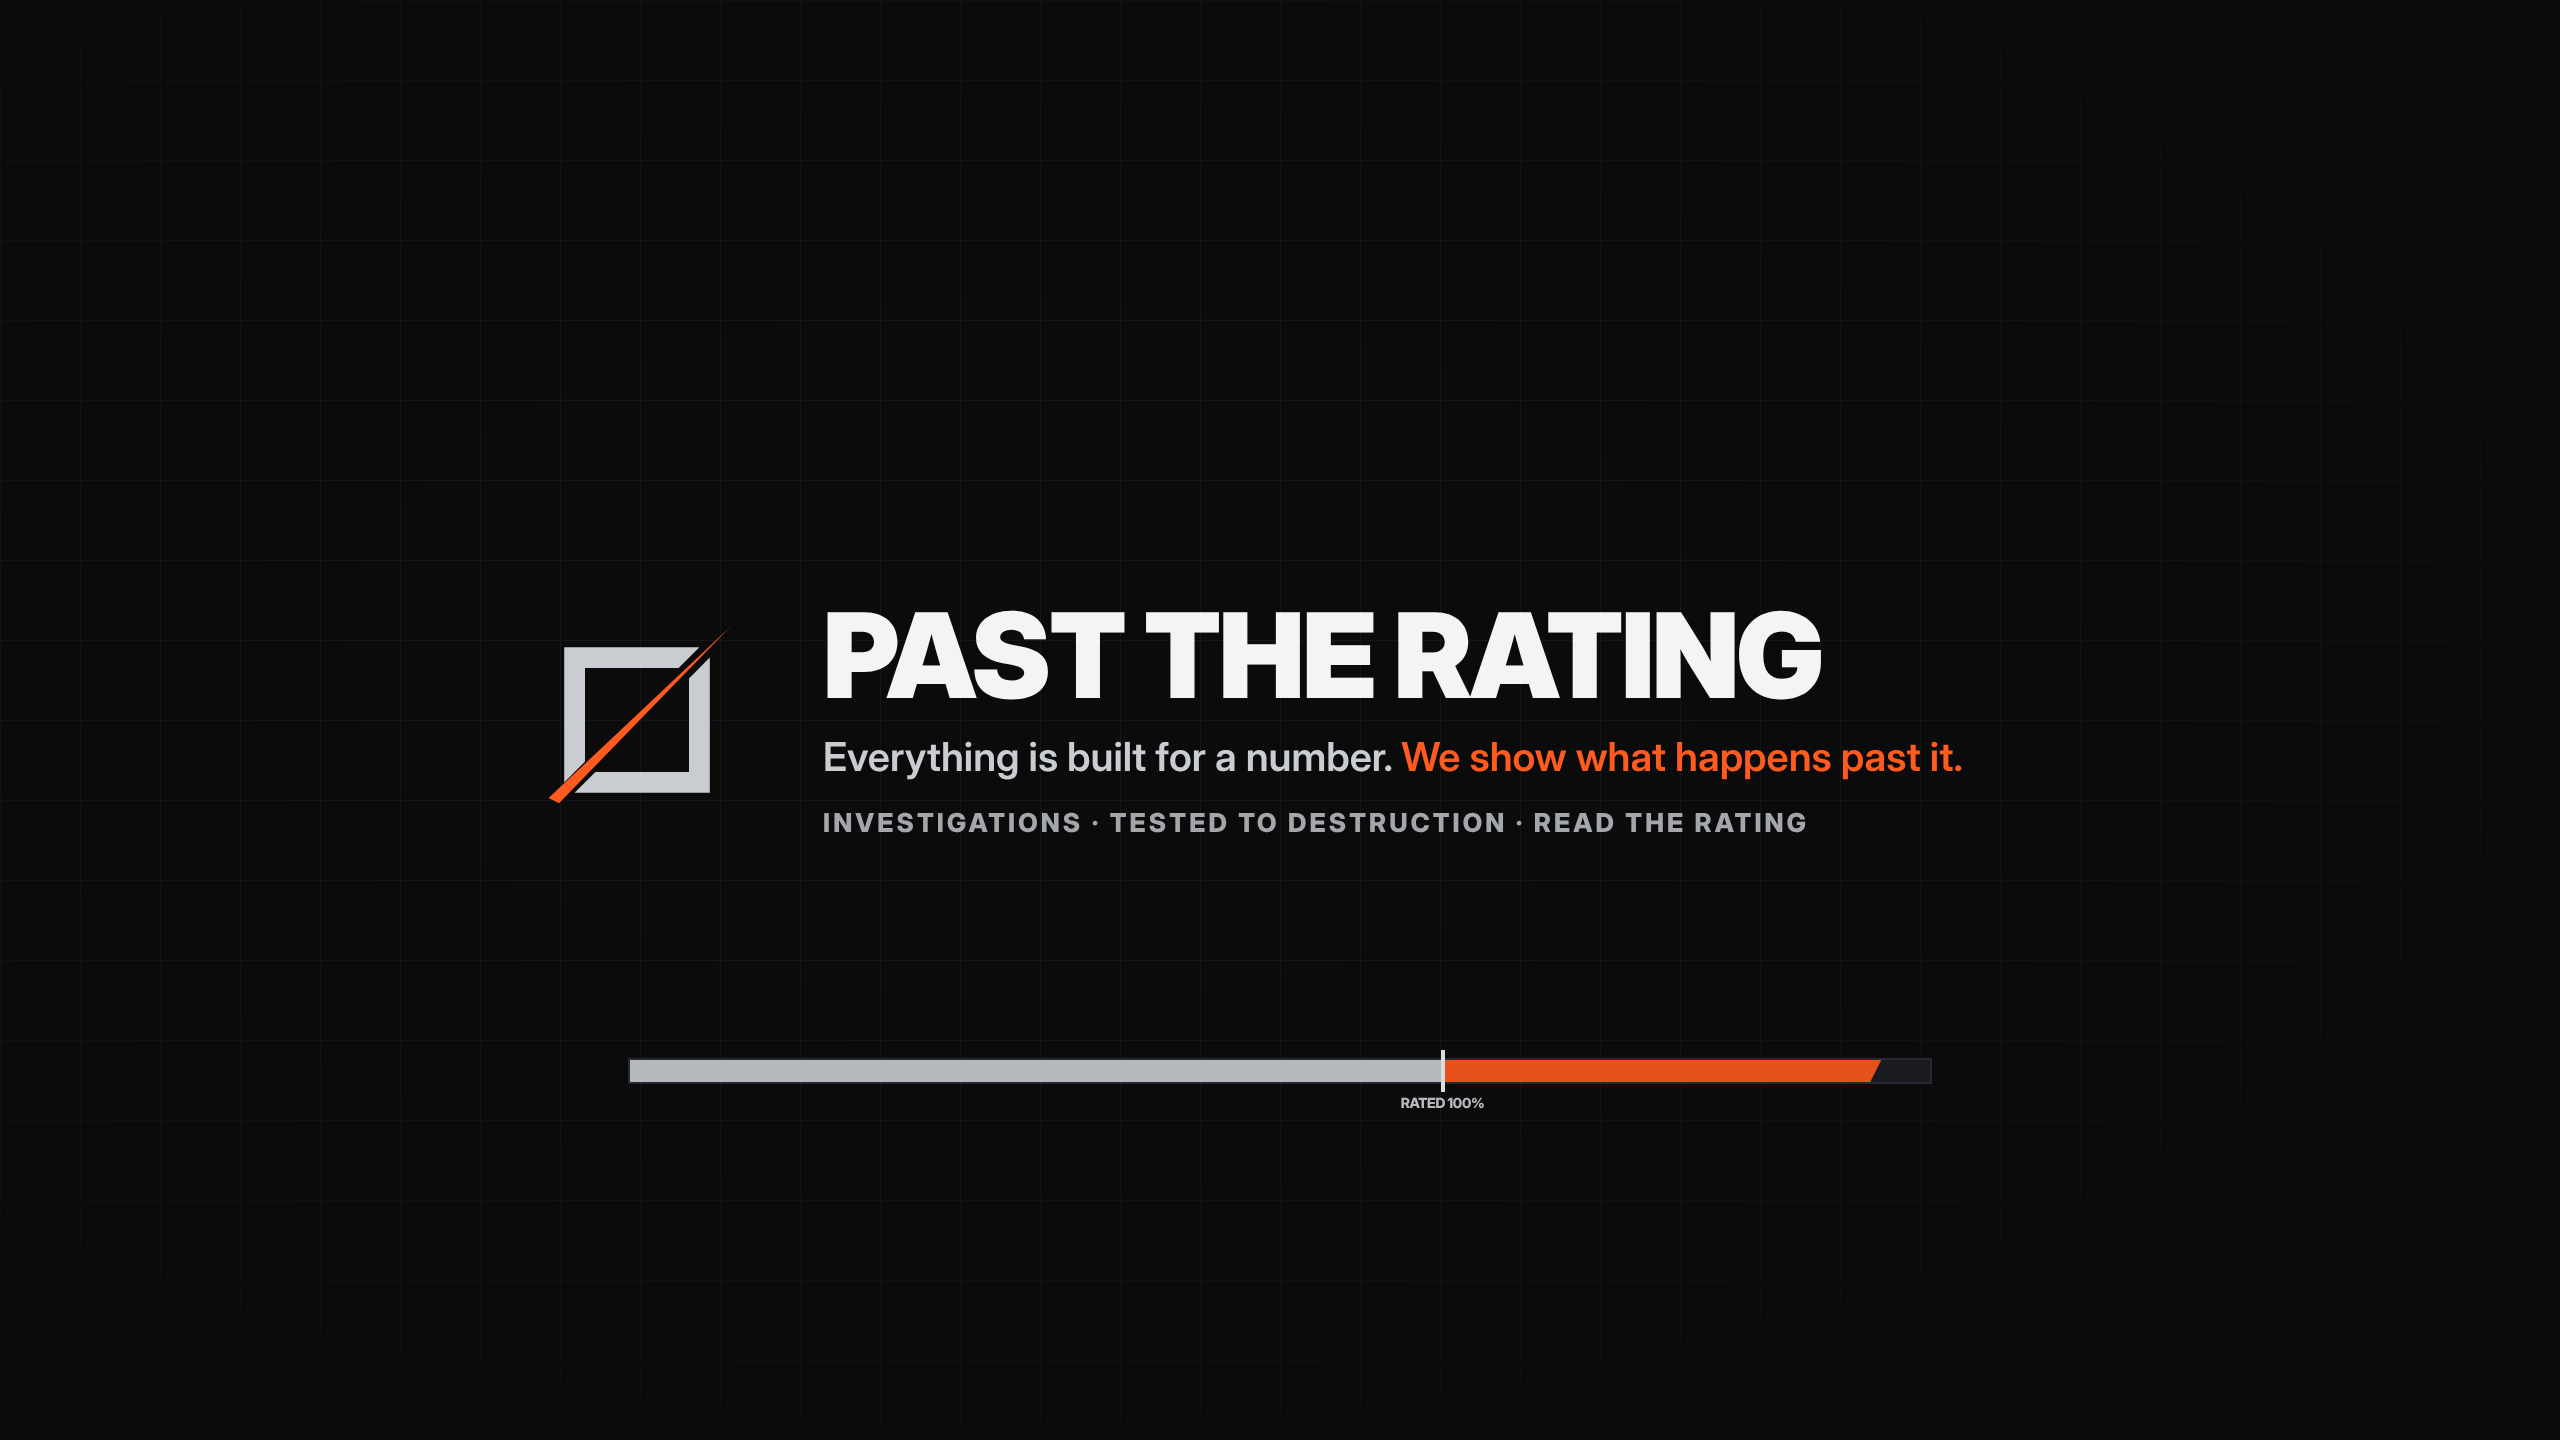 PAST THE RATING
Everything is built for a number. We show what happens past it.
INVESTIGATIONS · TESTED TO DESTRUCTION · READ THE RATING
RATED 100%